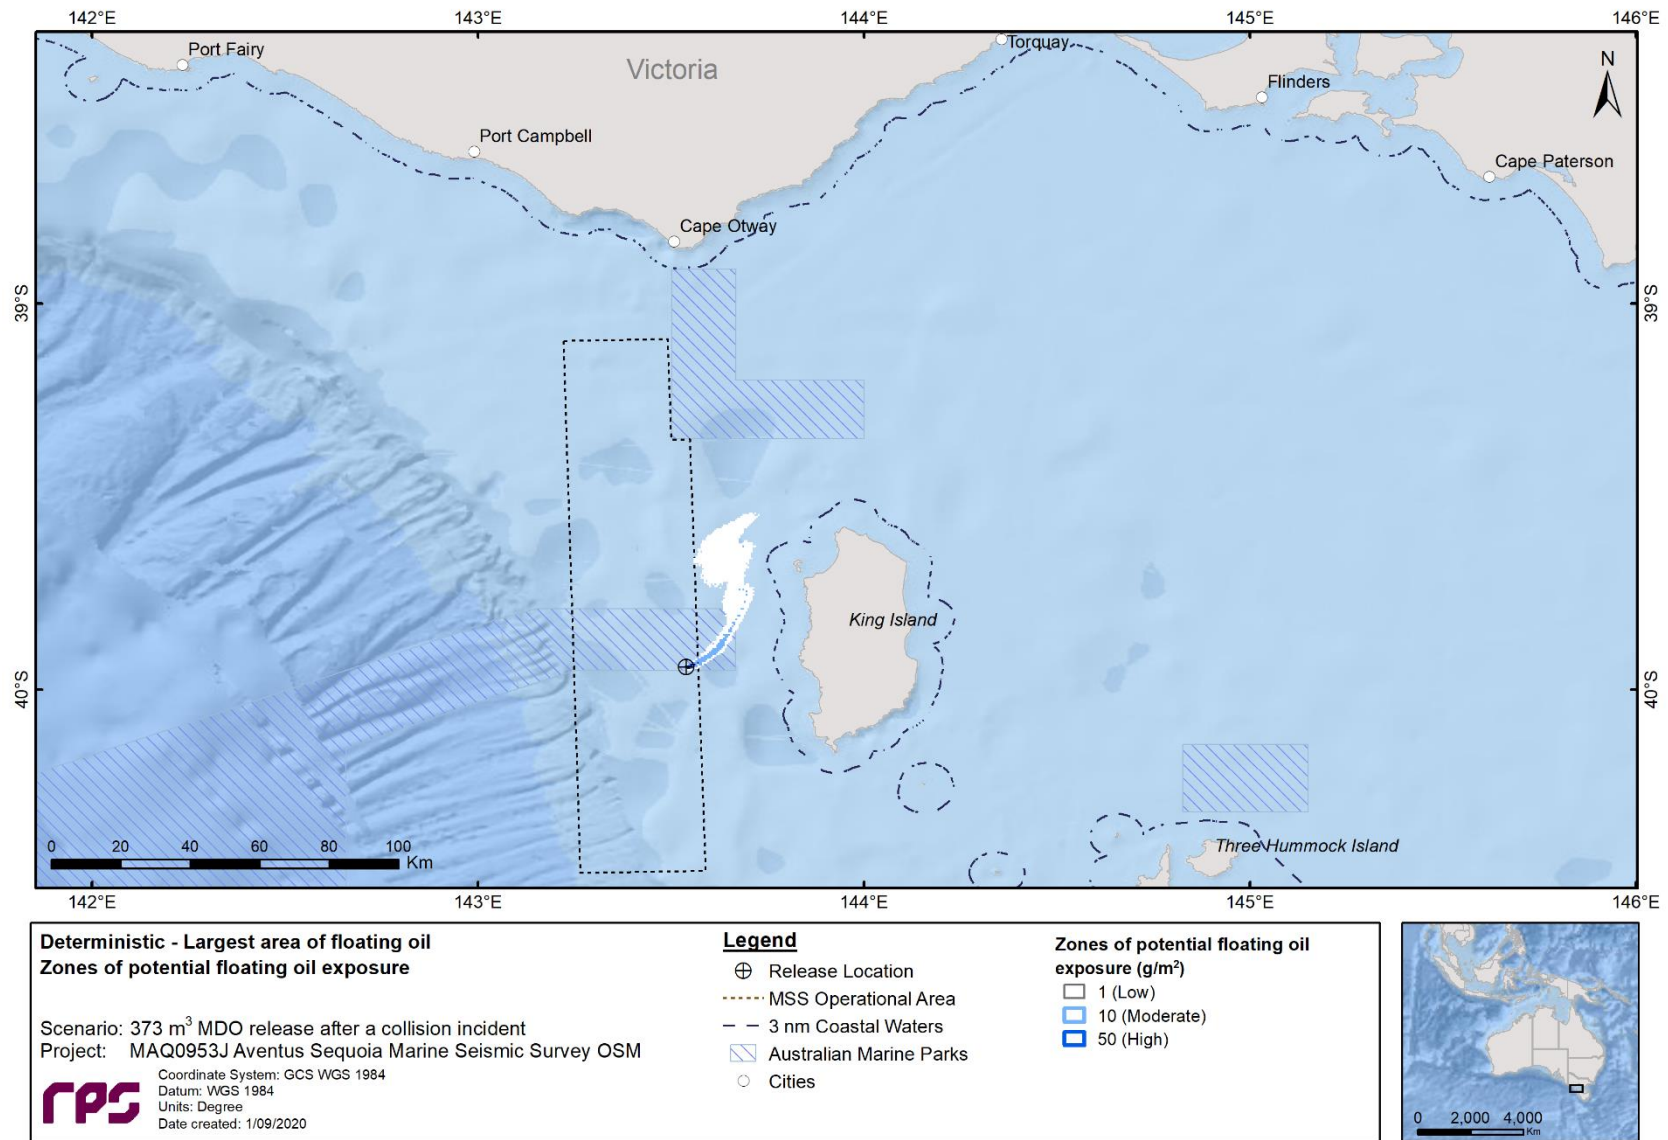 142°E
143°E
144°E
145°E
146°E
Port Fairy
Victoria
Torquay
Flinders
N
Port Campbell
Cape Paterson
Cape Otway
39°S
39°S
King Island
40°S
40°S
Three Hummock Island
0 20 40 60 80 100
Km
142°E
143°E
144°E
145°E
146°E
Deterministic - Largest area of floating oil
Zones of potential floating oil exposure
Scenario: 373 m³ MDO release after a collision incident
Project: MAQ0953J Aventus Sequoia Marine Seismic Survey OSM
rps
Coordinate System: GCS WGS 1984
Datum: WGS 1984
Units: Degree
Date created: 1/09/2020
Legend
Release Location
MSS Operational Area
3 nm Coastal Waters
Australian Marine Parks
Cities
Zones of potential floating oil
exposure (g/m²)
1 (Low)
10 (Moderate)
50 (High)
0 2,000 4,000
Km